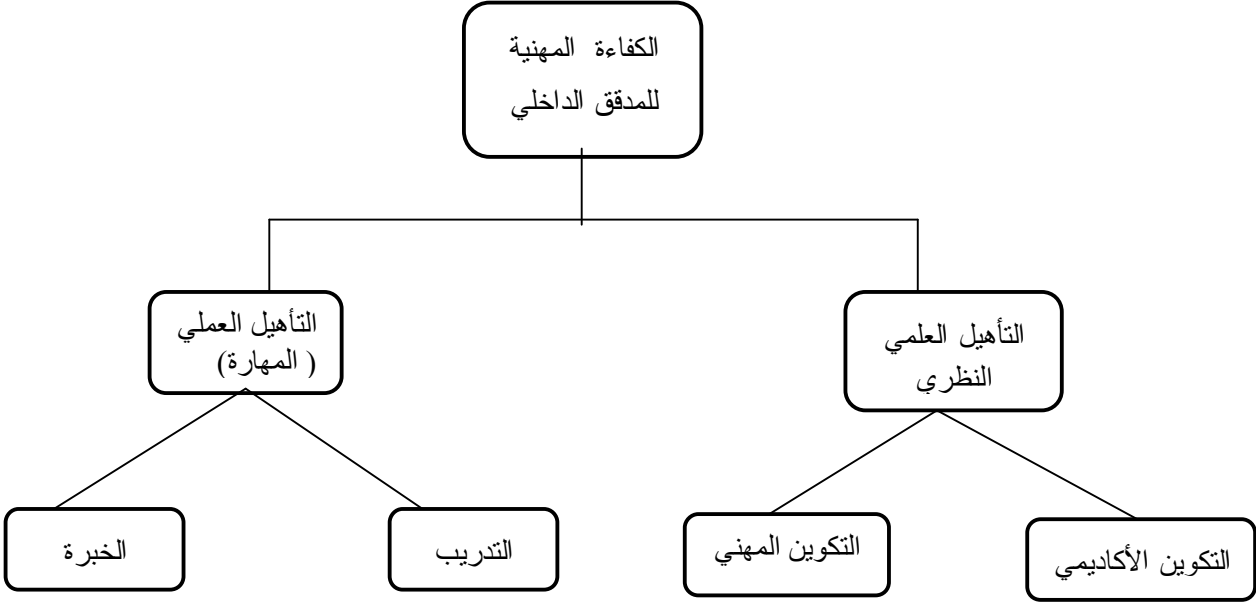 الكفاءة المهنية
للمدقق الداخلي
التأهيل العلمي
النظري
التأهيل العملي
( المهارة)
التكوين الأكاديمي
التكوين المهني
التدريب
الخبرة